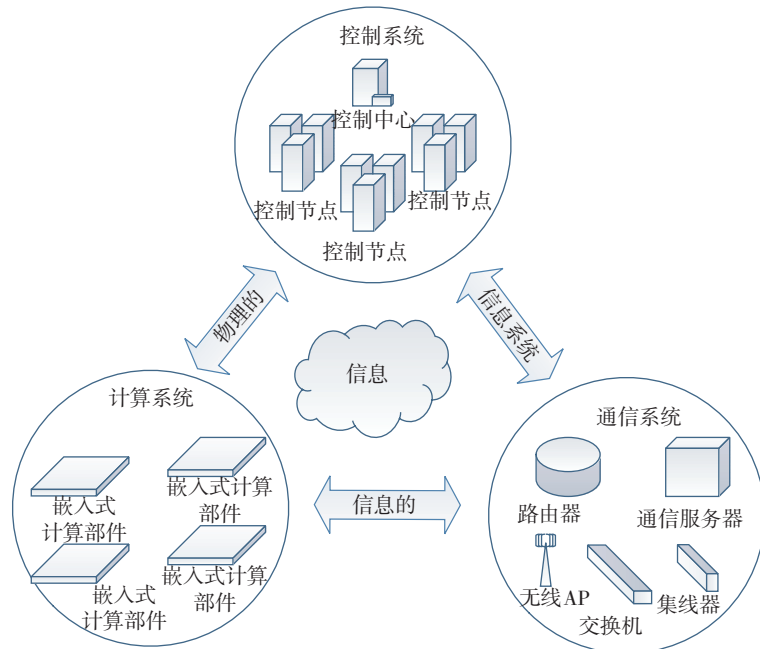 控制系统
控制中心
控制节点
控制节点
控制节点
物理的
信息系统
信息
计算系统
嵌入式
计算部件
嵌入式计算
部件
嵌入式
计算部件
嵌入式计算
部件
信息的
通信系统
路由器
通信服务器
无线AP
交换机
集线器